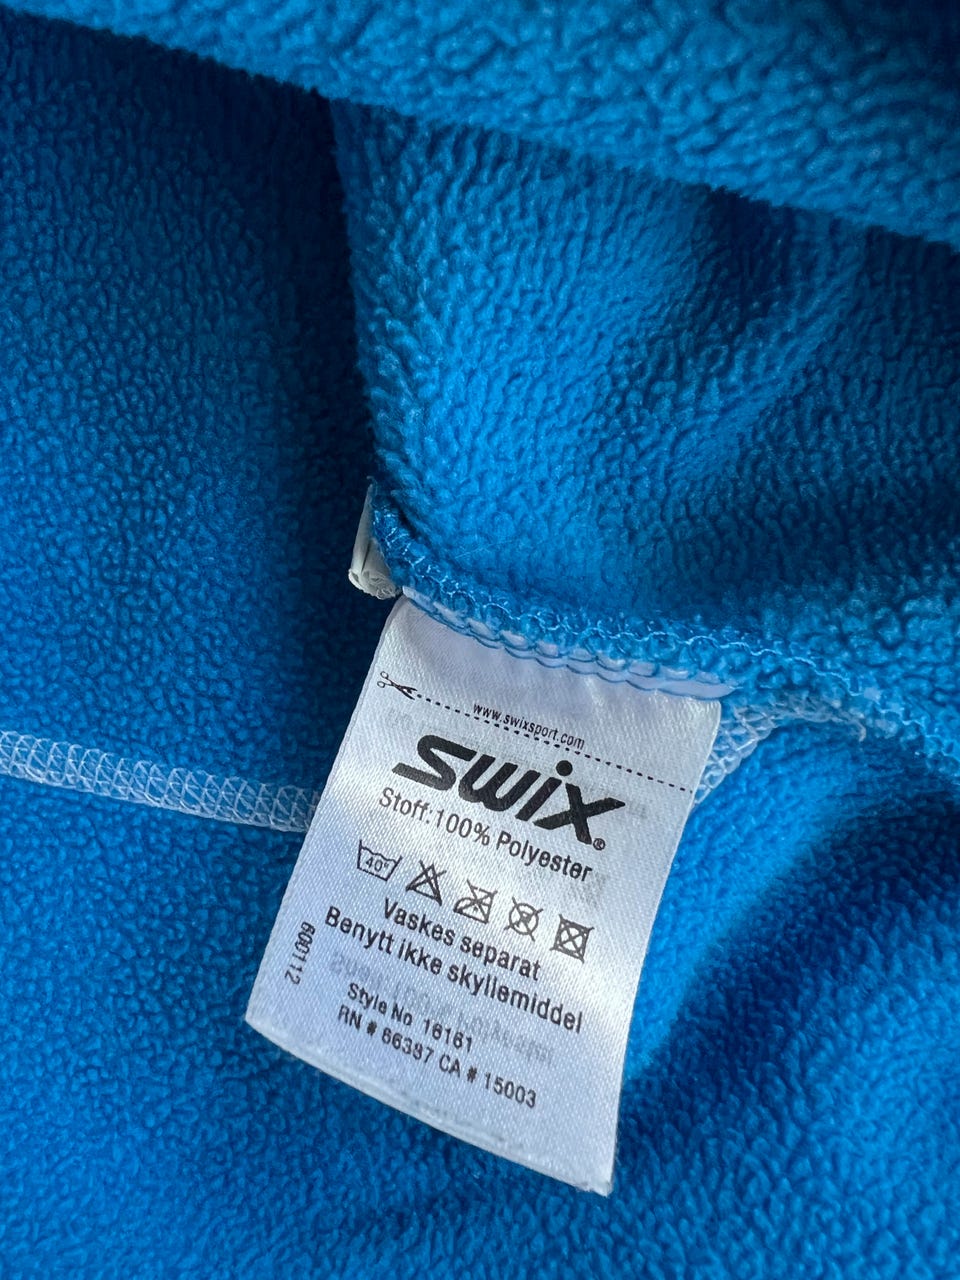 www.swixsport.com
swix®
Stoff:100% Polyester
40°
Vaskes separat
Benytt ikke skyllemiddel
Style No 16161
RN # 66387 CA # 15003
600112